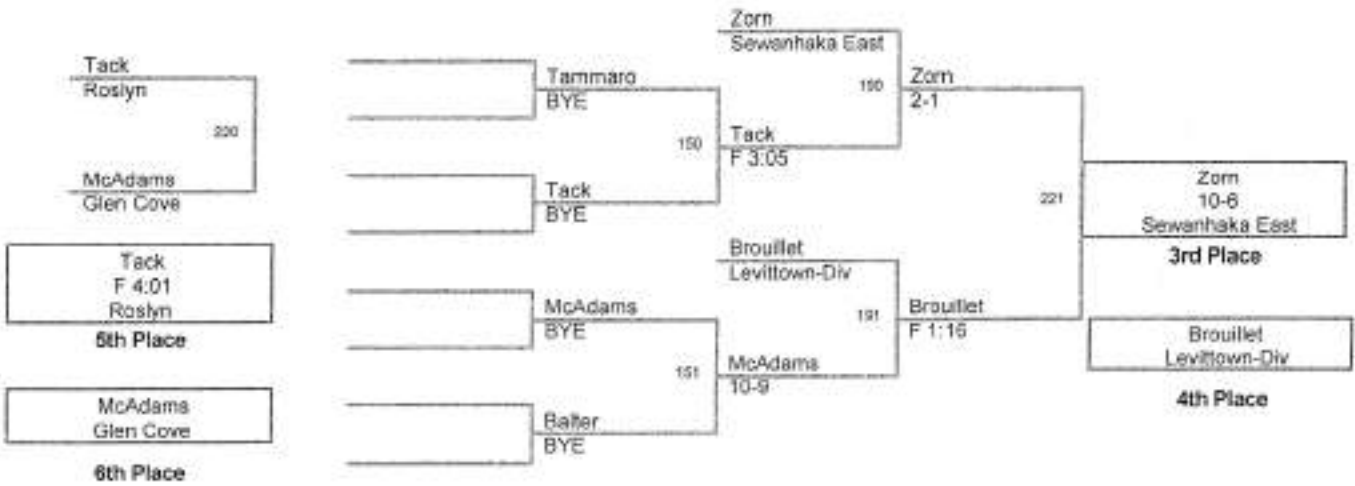 Tack
Roslyn
220
McAdams
Glen Cove
Tack
F 4:01
Roslyn
5th Place
McAdams
Glen Cove
6th Place
Tammaro
BYE
150
Tack
BYE
McAdams
BYE
151
Balter
BYE
Zorn
Sewanhaka East
190
Tack
F 3:05
Brouillet
Levittown-Div
191
McAdams
10-9
Zorn
2-1
221
Brouillet
F 1:16
Zorn
10-6
Sewanhaka East
3rd Place
Brouillet
Levittown-Div
4th Place